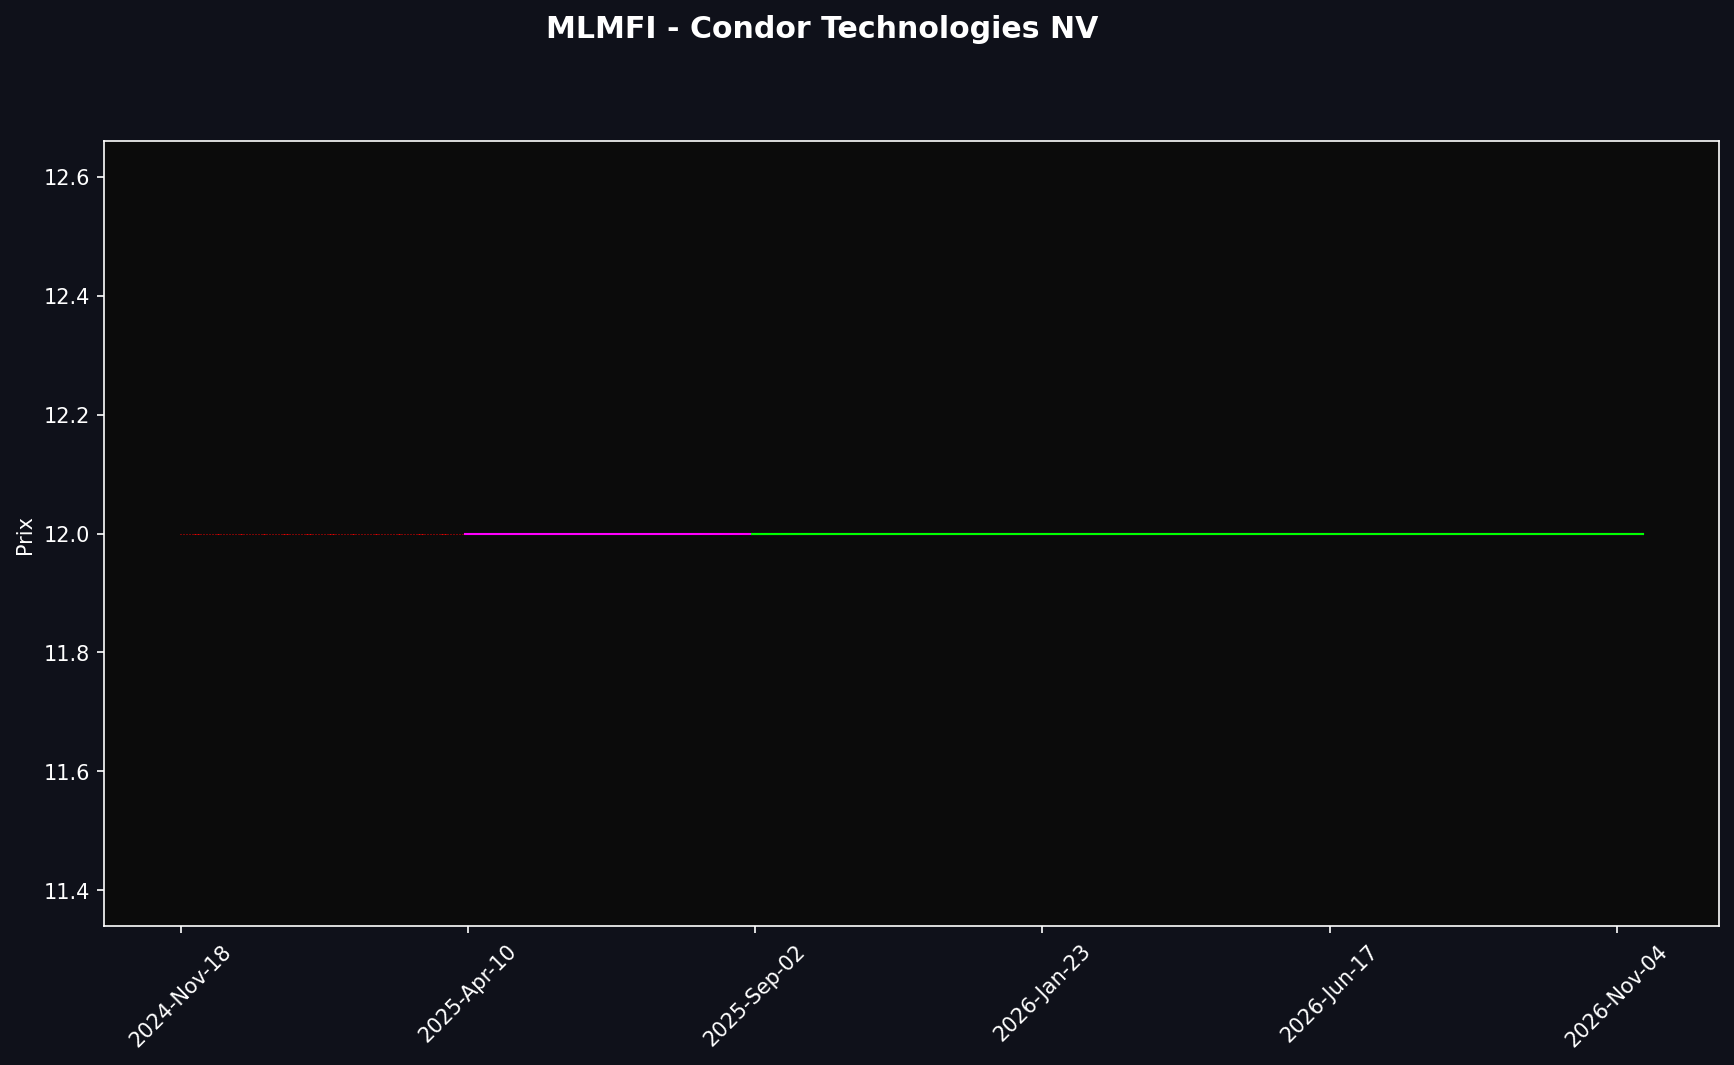 MLMFI - Condor Technologies NV
Prix
12.6
12.4
12.2
12.0
11.8
11.6
11.4
2024-Nov-18
2025-Apr-10
2025-Sep-02
2026-Jan-23
2026-Jun-17
2026-Nov-04